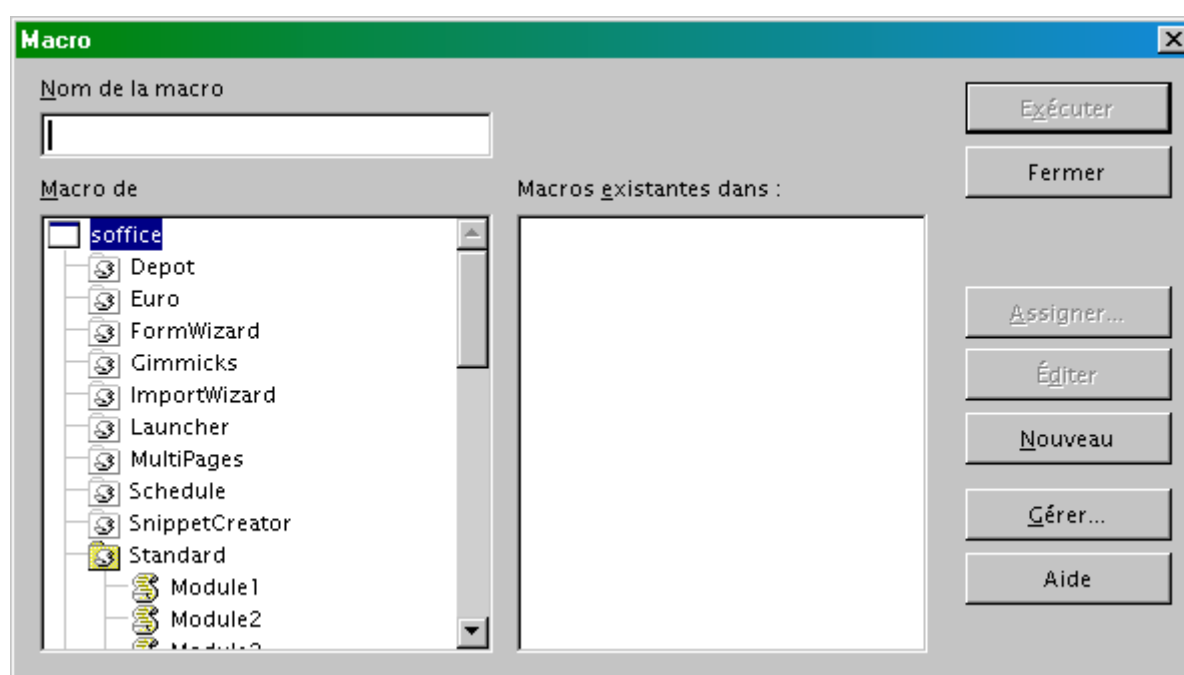 Macro
Nom de la macro
Exécuter
Fermer
Macro de
Macros existantes dans :
soffice
Depot
Euro
FormWizard
Gimmicks
ImportWizard
Launcher
MultiPages
Schedule
SnippetCreator
Standard
Module1
Module2
Assigner...
Éditer
Nouveau
Gérer...
Aide